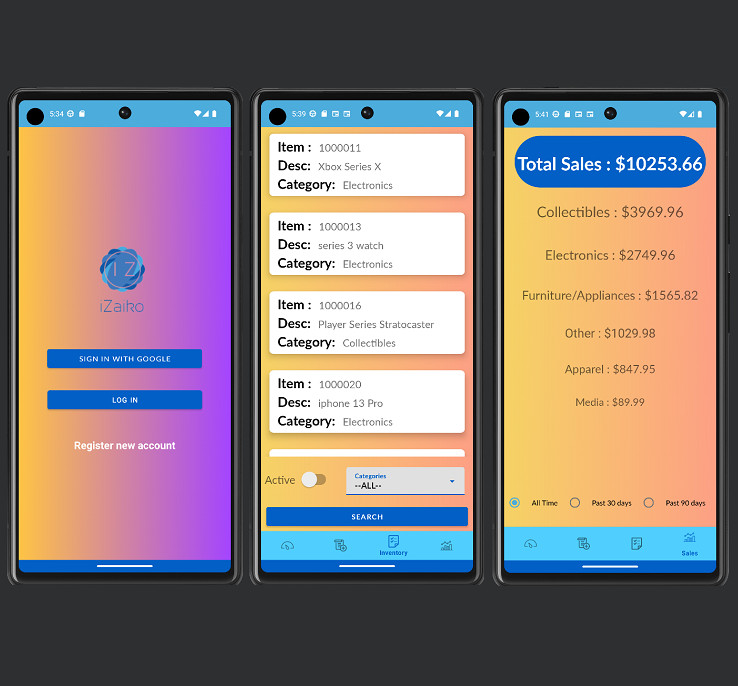 5:34
I Z
iZaiko
SIGN IN WITH GOOGLE
LOG IN
Register new account
5:39
Item : 1000011
Desc: Xbox Series X
Category: Electronics
Item : 1000013
Desc: series 3 watch
Category: Electronics
Item : 1000016
Desc: Player Series Stratocaster
Category: Collectibles
Item : 1000020
Desc: iphone 13 Pro
Category: Electronics
Active
Categories
--ALL--
SEARCH
Inventory
5:41
Total Sales : $10253.66
Collectibles : $3969.96
Electronics : $2749.96
Furniture/Appliances : $1565.82
Other : $1029.98
Apparel : $847.95
Media : $89.99
All Time Past 30 days Past 90 days
Sales